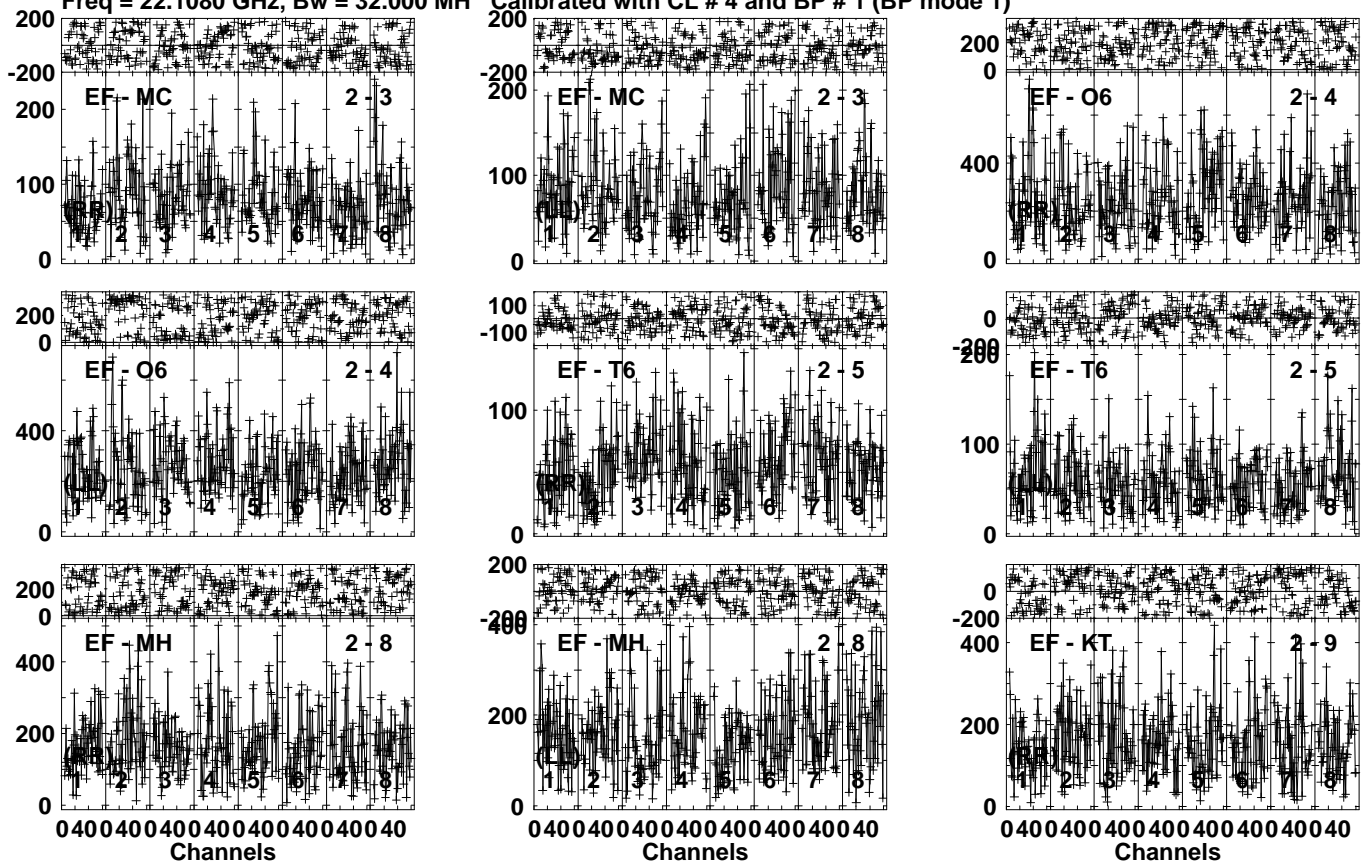 Freq = 22.1080 GHz, Bw = 32.000 MH Calibrated with CL # 4 and BP # 1 (BP mode 1)
200
-200
200
100
0
EF - MC 2 - 3
(RR)
1 2 3 4 5 6 7 8
200
-200
200
100
0
EF - MC 2 - 3
(LL)
1 2 3 4 5 6 7 8
200
0
400
0
EF - O6 2 - 4
(RR)
1 2 3 4 5 6 7 8
200
0
400
0
EF - O6 2 - 4
(LL)
1 2 3 4 5 6 7 8
100
-100
100
0
EF - T6 2 - 5
(RR)
1 2 3 4 5 6 7 8
0
-200
200
100
0
EF - T6 2 - 5
(LL)
1 2 3 4 5 6 7 8
200
0
400
200
0
EF - MH 2 - 8
(RR)
1 2 3 4 5 6 7 8
200
-200
400
200
0
EF - MH 2 - 8
(LL)
1 2 3 4 5 6 7 8
0
-200
400
200
0
EF - KT 2 - 9
(RR)
1 2 3 4 5 6 7 8
0 40 0 40 0 40 0 40 0 40 0 40 0 40 0 40
Channels
0 40 0 40 0 40 0 40 0 40 0 40 0 40 0 40
Channels
0 40 0 40 0 40 0 40 0 40 0 40 0 40 0 40
Channels